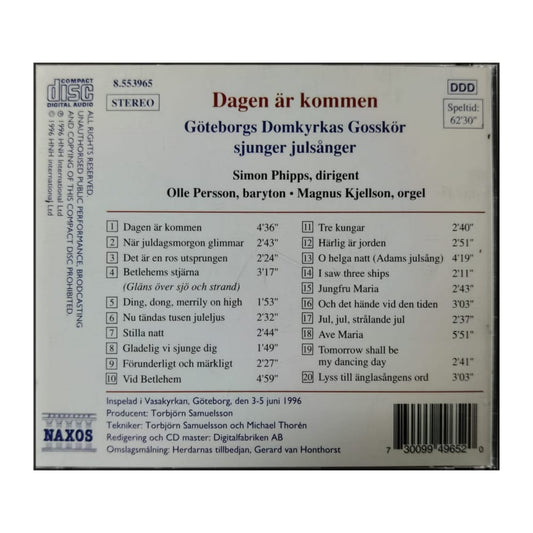 COMPACT
disc
DIGITAL AUDIO
8.553965
STEREO
DDD
Speltid:
62'30"
Dagen är kommen
Göteborgs Domkyrkas Gosskör
sjunger julsånger
Simon Phipps, dirigent
Olle Persson, baryton • Magnus Kjellson, orgel
1 Dagen är kommen 4'36"
2 När juldagsmorgon glimmar 2'43"
3 Det är en ros utsprungen 2'24"
4 Betlehems stjärna 3'17"
(Gläns över sjö och strand)
5 Ding, dong, merrily on high 1'53"
6 Nu tändas tusen juleljus 2'32"
7 Stilla natt 2'44"
8 Gladelig vi sjunge dig 1'49"
9 Förunderligt och märkligt 2'27"
10 Vid Betlehem 4'59"
11 Tre kungar 2'40"
12 Härlig är jorden 2'51"
13 O helga natt (Adams julsång) 4'19"
14 I saw three ships 2'11"
15 Jungfru Maria 2'43"
16 Och det hände vid den tiden 3'03"
17 Jul, jul, strålande jul 2'37"
18 Ave Maria 5'51"
19 Tomorrow shall be
my dancing day 2'41"
20 Lyss till änglasångens ord 3'03"
Inspelad i Vasakyrkan, Göteborg, den 3-5 juni 1996
Producent: Torbjörn Samuelsson
Tekniker: Torbjörn Samuelsson och Michael Thorén
Redigering och CD master: Digitalfabriken AB
Omslagsmålning: Herdarnas tillbedjan, Gerard van Honthorst
NAXOS
7 30099 49652 0
ALL RIGHTS RESERVED.
UNAUTHORISED PUBLIC PERFORMANCE, BRODCASTING
AND COPYING OF THIS COMPACT DISC PROHIBITED.
℗ 1996 HNH International Ltd
© 1996 HNH International Ltd